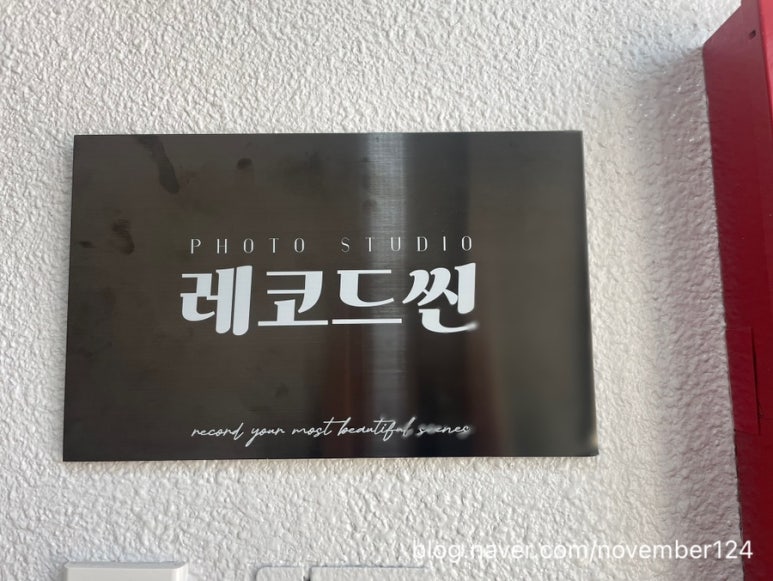 PHOTO STUDIO
레코드씬
record your most beautiful scenes
blog.naver.com/november124